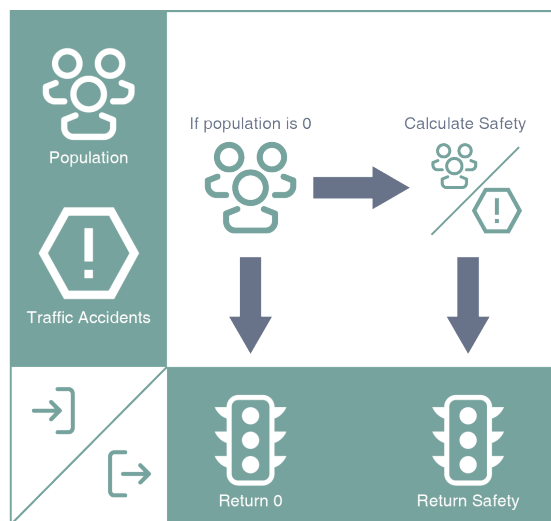 Population
Traffic Accidents
If population is 0
Calculate Safety
Return 0
Return Safety